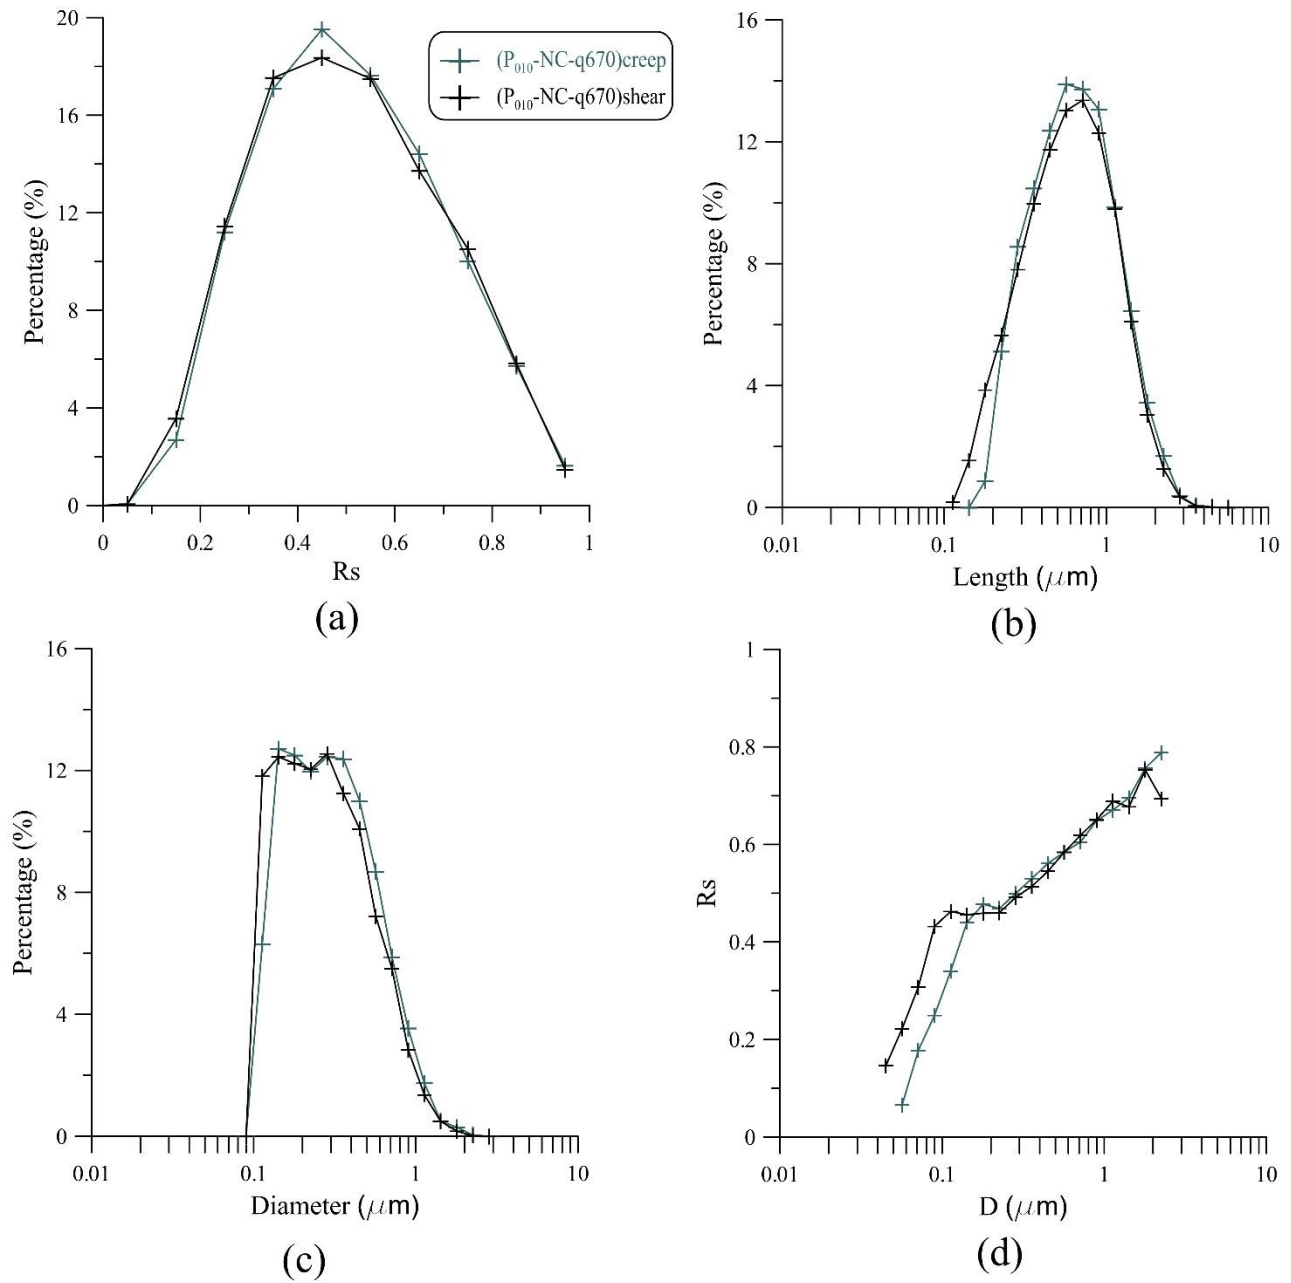 20
16
12
8
4
0
Percentage (%)
0 0.2 0.4 0.6 0.8 1
Rs
(P010-NC-q670)creep
(P010-NC-q670)shear
(a)
16
12
8
4
0
Percentage (%)
0.01 0.1 1 10
Length (μm)
(b)
16
12
8
4
0
Percentage (%)
0.01 0.1 1 10
Diameter (μm)
(c)
1
0.8
0.6
0.4
0.2
0
Rs
0.01 0.1 1 10
D (μm)
(d)